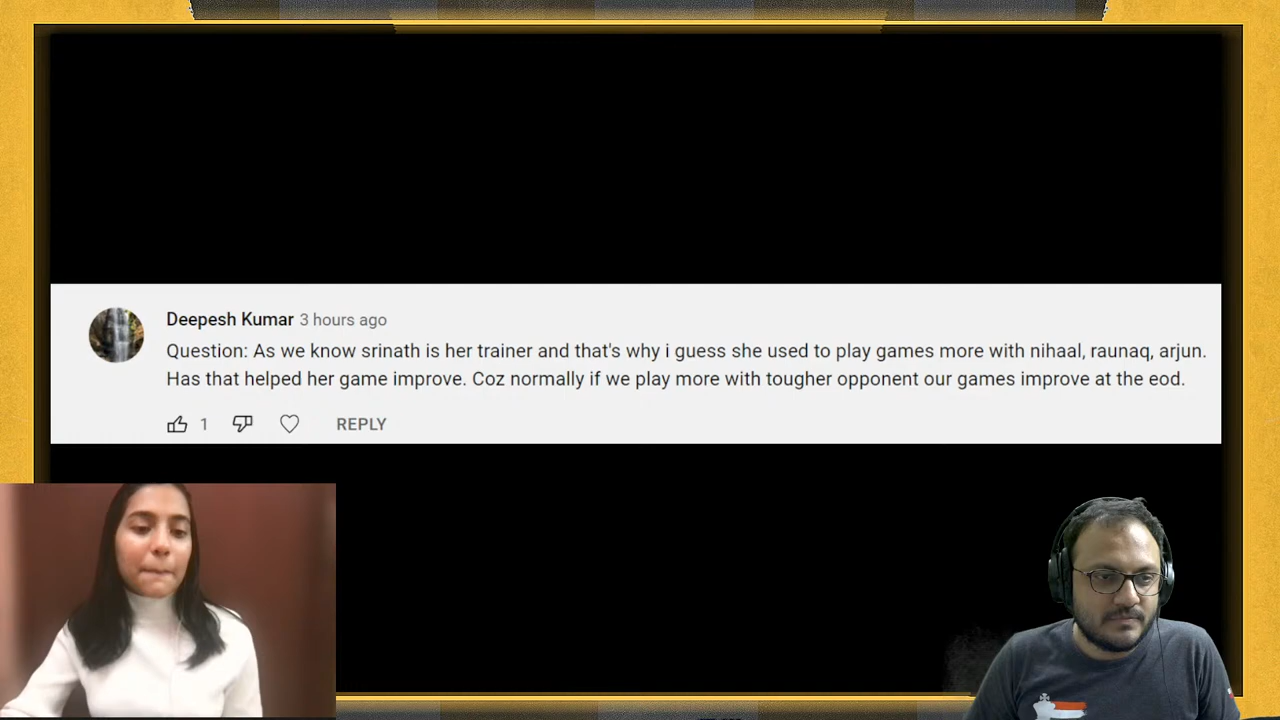 Deepesh Kumar 3 hours ago
Question: As we know srinath is her trainer and that's why i guess she used to play games more with nihaal, raunaq, arjun.
Has that helped her game improve. Coz normally if we play more with tougher opponent our games improve at the eod.
1 REPLY